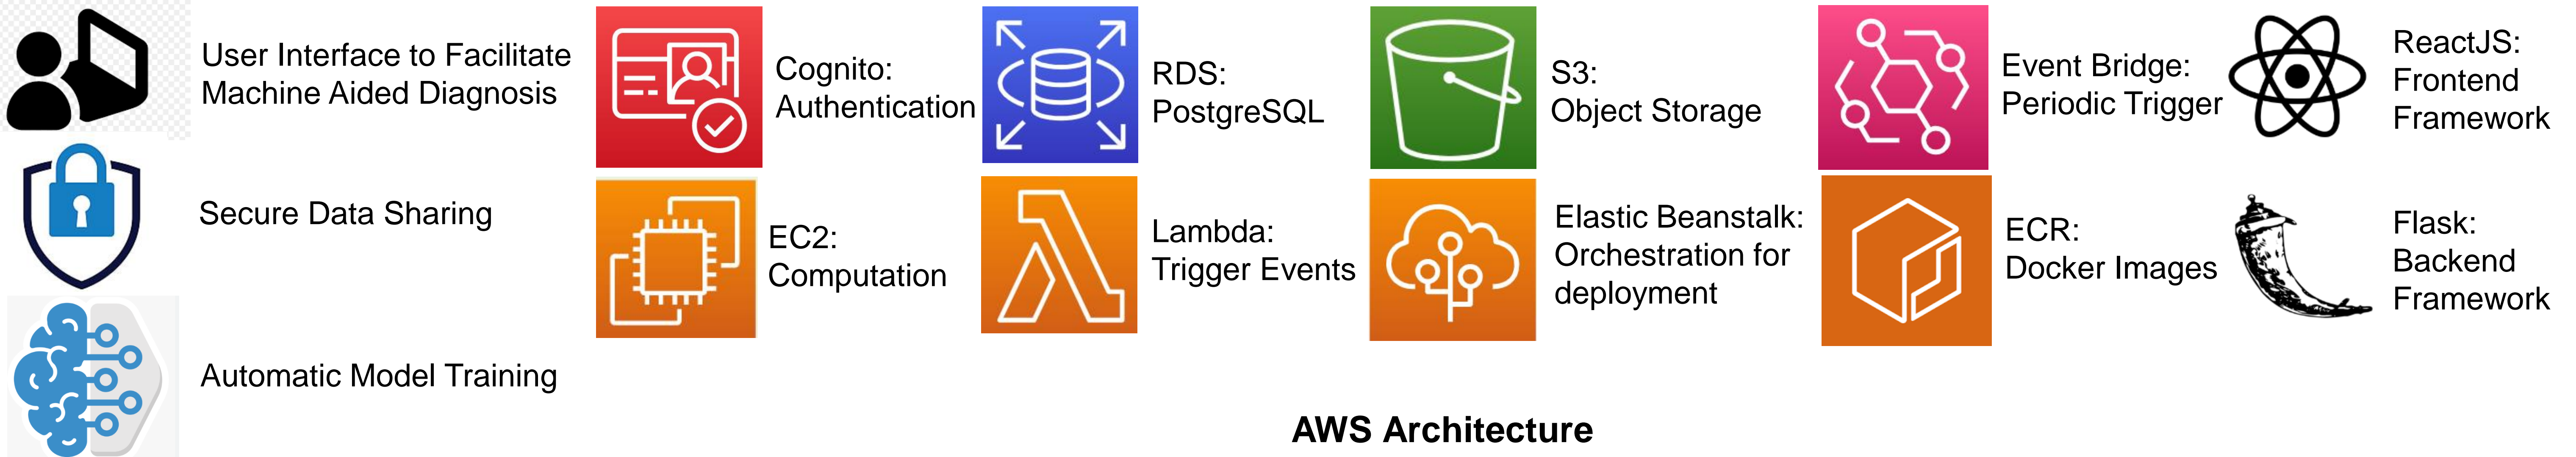 User Interface to Facilitate
Machine Aided Diagnosis
Secure Data Sharing
Automatic Model Training
Cognito:
Authentication
RDS:
PostgreSQL
S3:
Object Storage
Event Bridge:
Periodic Trigger
ReactJS:
Frontend
Framework
EC2:
Computation
Lambda:
Trigger Events
Elastic Beanstalk:
Orchestration for
deployment
ECR:
Docker Images
Flask:
Backend
Framework
AWS Architecture